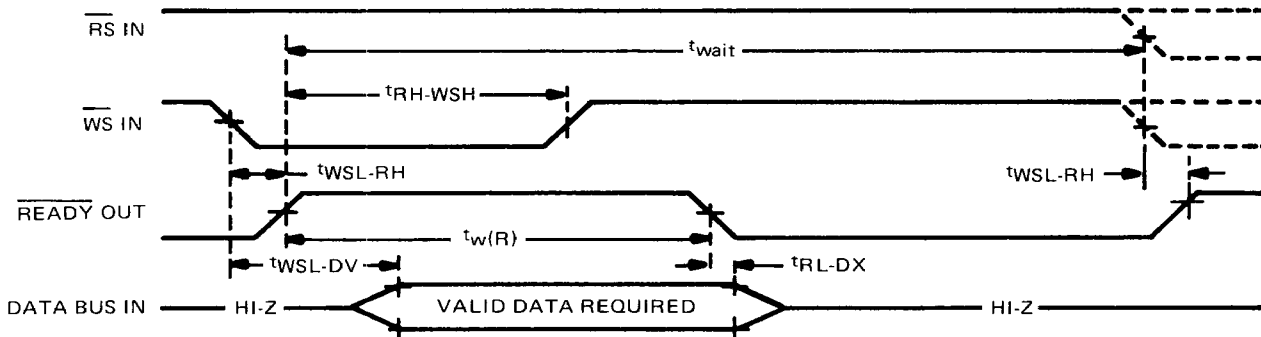 RS IN
twait
tRH-WSH
WS IN
tWSL-RH
tWSL-RH
READY OUT
tw(R)
tWSL-DV
tRL-DX
DATA BUS IN
HI-Z
VALID DATA REQUIRED
HI-Z